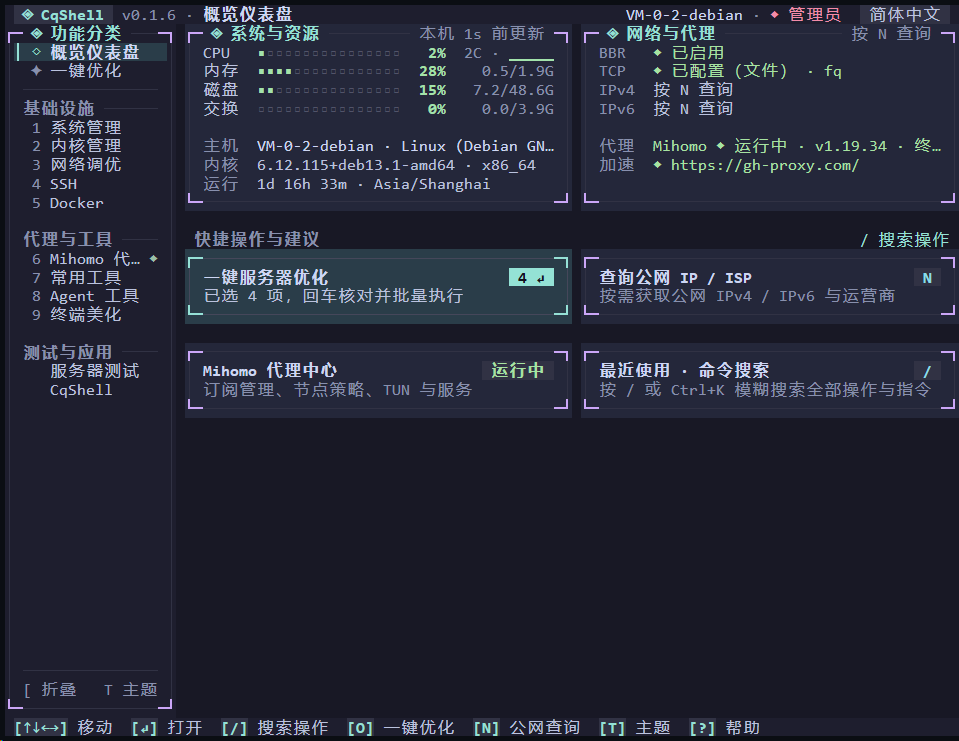 ◈ CqShell v0.1.6 · 概览仪表盘 VM-0-2-debian · ◆ 管理员 简体中文
◈ 功能分类
◇ 概览仪表盘
✦ 一键优化
基础设施
1 系统管理
2 内核管理
3 网络调优
4 SSH
5 Docker
代理与工具
6 Mihomo 代… ◆
7 常用工具
8 Agent 工具
9 终端美化
测试与应用
服务器测试
CqShell
[ 折叠 T 主题
◈ 系统与资源 本机 1s 前更新
CPU 2% 2C ·
内存 28% 0.5/1.9G
磁盘 15% 7.2/48.6G
交换 0% 0.0/3.9G
主机 VM-0-2-debian · Linux (Debian GN…
内核 6.12.115+deb13.1-amd64 · x86_64
运行 1d 16h 33m · Asia/Shanghai
◈ 网络与代理 按 N 查询
BBR ◆ 已启用
TCP ◆ 已配置 (文件) · fq
IPv4 按 N 查询
IPv6 按 N 查询
代理 Mihomo ◆ 运行中 · v1.19.34 · 终…
加速 ◆ https://gh-proxy.com/
快捷操作与建议 / 搜索操作
一键服务器优化 4 ↲
已选 4 项, 回车核对并批量执行
查询公网 IP / ISP N
按需获取公网 IPv4 / IPv6 与运营商
Mihomo 代理中心 运行中
订阅管理、节点策略、TUN 与服务
最近使用 · 命令搜索 /
按 / 或 Ctrl+K 模糊搜索全部操作与指令
[↑↓←→] 移动 [↲] 打开 [/] 搜索操作 [O] 一键优化 [N] 公网查询 [T] 主题 [?] 帮助